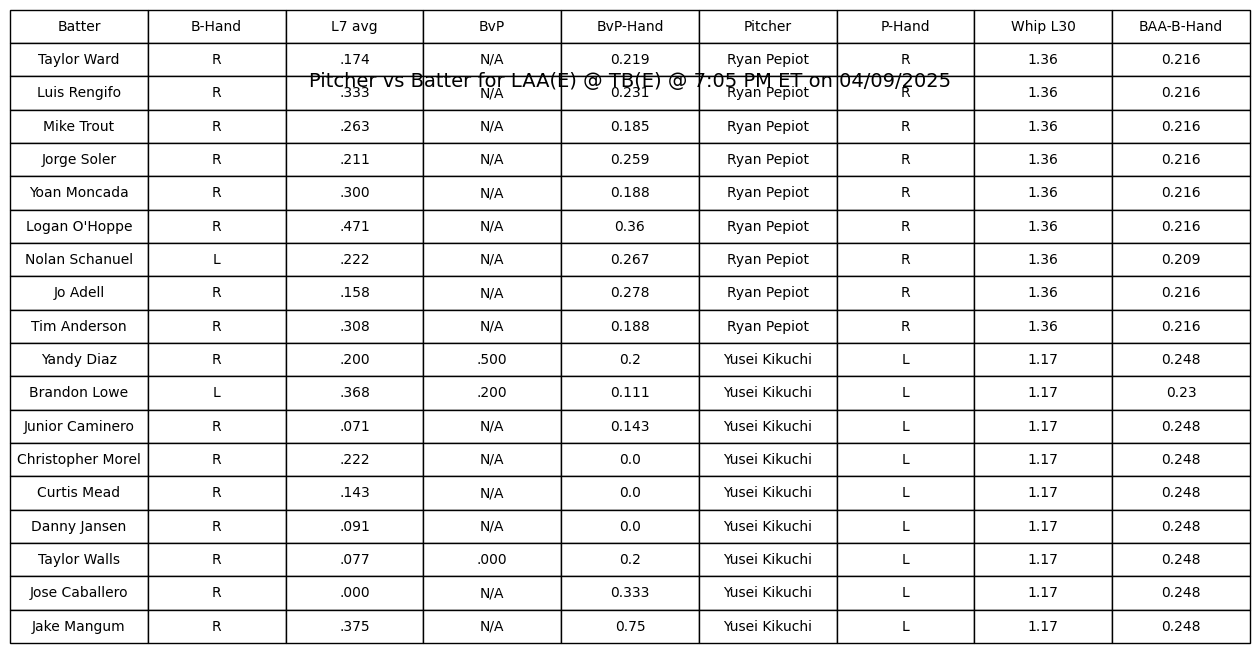 Batter B-Hand L7 avg BvP BvP-Hand Pitcher P-Hand Whip L30 BAA-B-Hand
Taylor Ward R .174 N/A 0.219 Ryan Pepiot R 1.36 0.216
Pitcher vs Batter for LAA(E) @ TB(E) @ 7:05 PM ET on 04/09/2025
Luis Rengifo R .333 N/A 0.231 Ryan Pepiot R 1.36 0.216
Mike Trout R .263 N/A 0.185 Ryan Pepiot R 1.36 0.216
Jorge Soler R .211 N/A 0.259 Ryan Pepiot R 1.36 0.216
Yoan Moncada R .300 N/A 0.188 Ryan Pepiot R 1.36 0.216
Logan O'Hoppe R .471 N/A 0.36 Ryan Pepiot R 1.36 0.216
Nolan Schanuel L .222 N/A 0.267 Ryan Pepiot R 1.36 0.209
Jo Adell R .158 N/A 0.278 Ryan Pepiot R 1.36 0.216
Tim Anderson R .308 N/A 0.188 Ryan Pepiot R 1.36 0.216
Yandy Diaz R .200 .500 0.2 Yusei Kikuchi L 1.17 0.248
Brandon Lowe L .368 .200 0.111 Yusei Kikuchi L 1.17 0.23
Junior Caminero R .071 N/A 0.143 Yusei Kikuchi L 1.17 0.248
Christopher Morel R .222 N/A 0.0 Yusei Kikuchi L 1.17 0.248
Curtis Mead R .143 N/A 0.0 Yusei Kikuchi L 1.17 0.248
Danny Jansen R .091 N/A 0.0 Yusei Kikuchi L 1.17 0.248
Taylor Walls R .077 .000 0.2 Yusei Kikuchi L 1.17 0.248
Jose Caballero R .000 N/A 0.333 Yusei Kikuchi L 1.17 0.248
Jake Mangum R .375 N/A 0.75 Yusei Kikuchi L 1.17 0.248